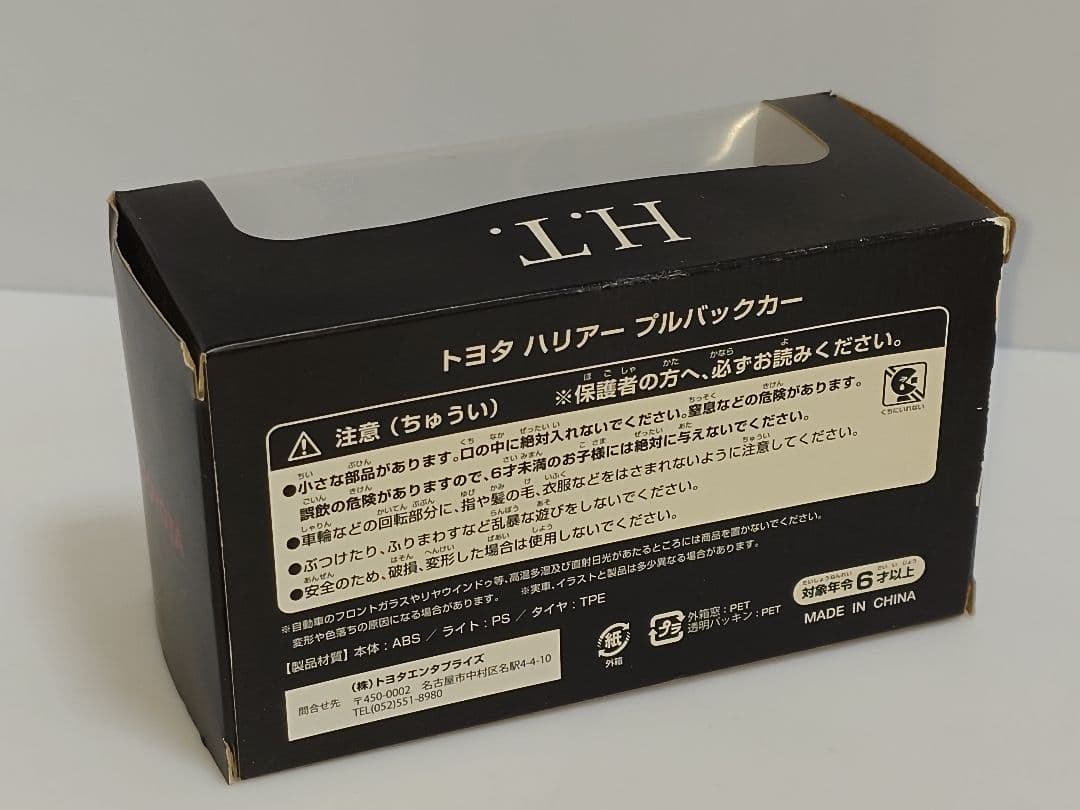 H.T.
トヨタ ハリアー プルバックカー
注意（ちゅうい） ※保護者の方へ、必ずお読みください。
くちにいれない
●小さな部品があります。口の中に絶対入れないでください。窒息などの危険があります。
誤飲の危険がありますので、6才未満のお子様には絶対に与えないでください。
●車輪などの回転部分に、指や髪の毛、衣服などをはさまれないように注意してください。
●ぶつけたり、ふりまわすなど乱暴な遊びをしないでください。
●安全のため、破損、変形した場合は使用しないでください。
※自動車のフロントガラスやリヤウインドゥ等、高温多湿及び直射日光があたるところには商品を置かないでください。
変形や色落ちの原因になる場合があります。 ※実車、イラストと製品は多少異なる場合があります。
【製品材質】本体：ABS／ライト：PS／タイヤ：TPE
対象年令6才以上
MADE IN CHINA
紙
外箱
プラ
外箱窓：PET
透明パッキン：PET
問合せ先
（株）トヨタエンタプライズ
〒450-0002 名古屋市中村区名駅4-4-10
TEL(052)551-8980